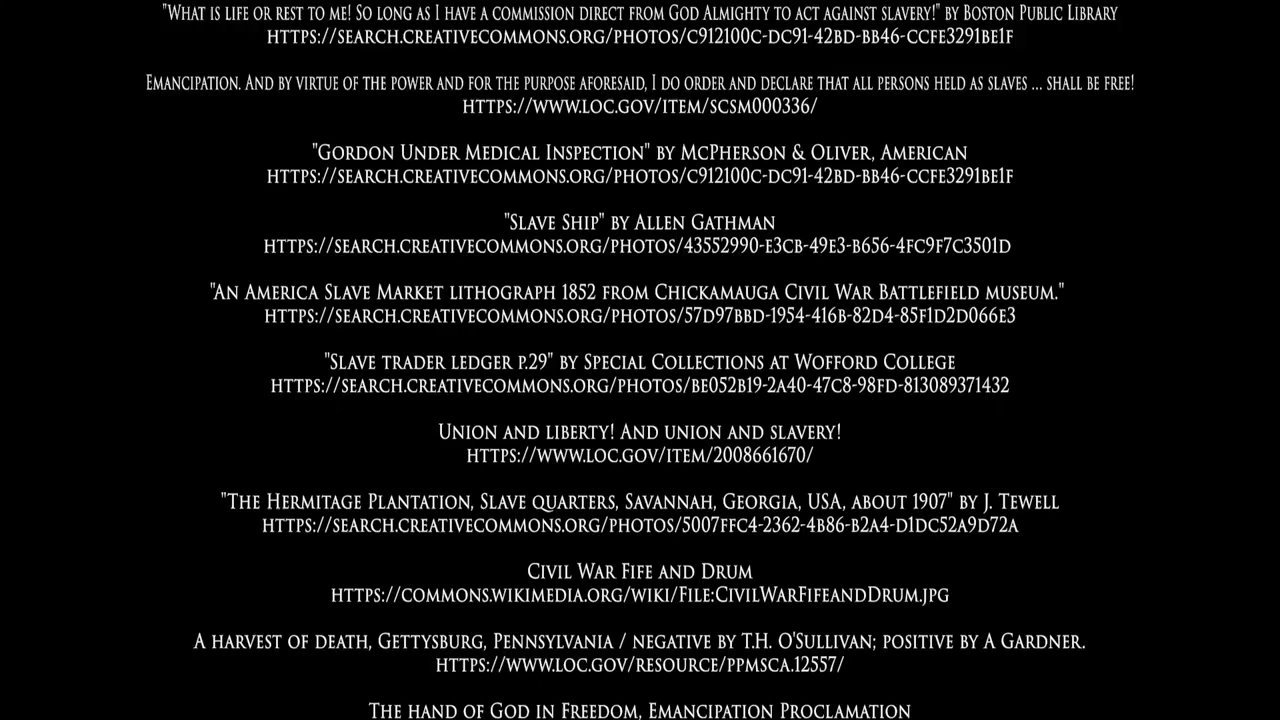 "What is life or rest to me! So long as I have a commission direct from God Almighty to act against slavery!" by Boston Public Library
https://search.creativecommons.org/photos/c912100c-dc91-42bd-bb46-ccfe3291be1f
Emancipation. And by virtue of the power and for the purpose aforesaid, I do order and declare that all persons held as slaves ... shall be free!
https://www.loc.gov/item/scsm000336/
"Gordon Under Medical Inspection" by McPherson & Oliver, American
https://search.creativecommons.org/photos/c912100c-dc91-42bd-bb46-ccfe3291be1f
"Slave Ship" by Allen Gathman
https://search.creativecommons.org/photos/43552990-e3cb-49e3-b656-4fc9f7c3501d
"An America Slave Market lithograph 1852 from Chickamauga Civil War Battlefield museum."
https://search.creativecommons.org/photos/57d97bbd-1954-416b-82d4-85f1d2d066e3
"Slave trader ledger p.29" by Special Collections at Wofford College
https://search.creativecommons.org/photos/be052b19-2a40-47c8-98fd-813089371432
Union and liberty! And union and slavery!
https://www.loc.gov/item/2008661670/
"The Hermitage Plantation, Slave quarters, Savannah, Georgia, USA, about 1907" by J. Tewell
https://search.creativecommons.org/photos/5007ffc4-2362-4b86-b2a4-d1dc52a9d72a
Civil War Fife and Drum
https://commons.wikimedia.org/wiki/File:CivilWarFifeandDrum.jpg
A harvest of death, Gettysburg, Pennsylvania / negative by T.H. O'Sullivan; positive by A Gardner.
https://www.loc.gov/resource/ppmsca.12557/
The hand of God in Freedom, Emancipation Proclamation